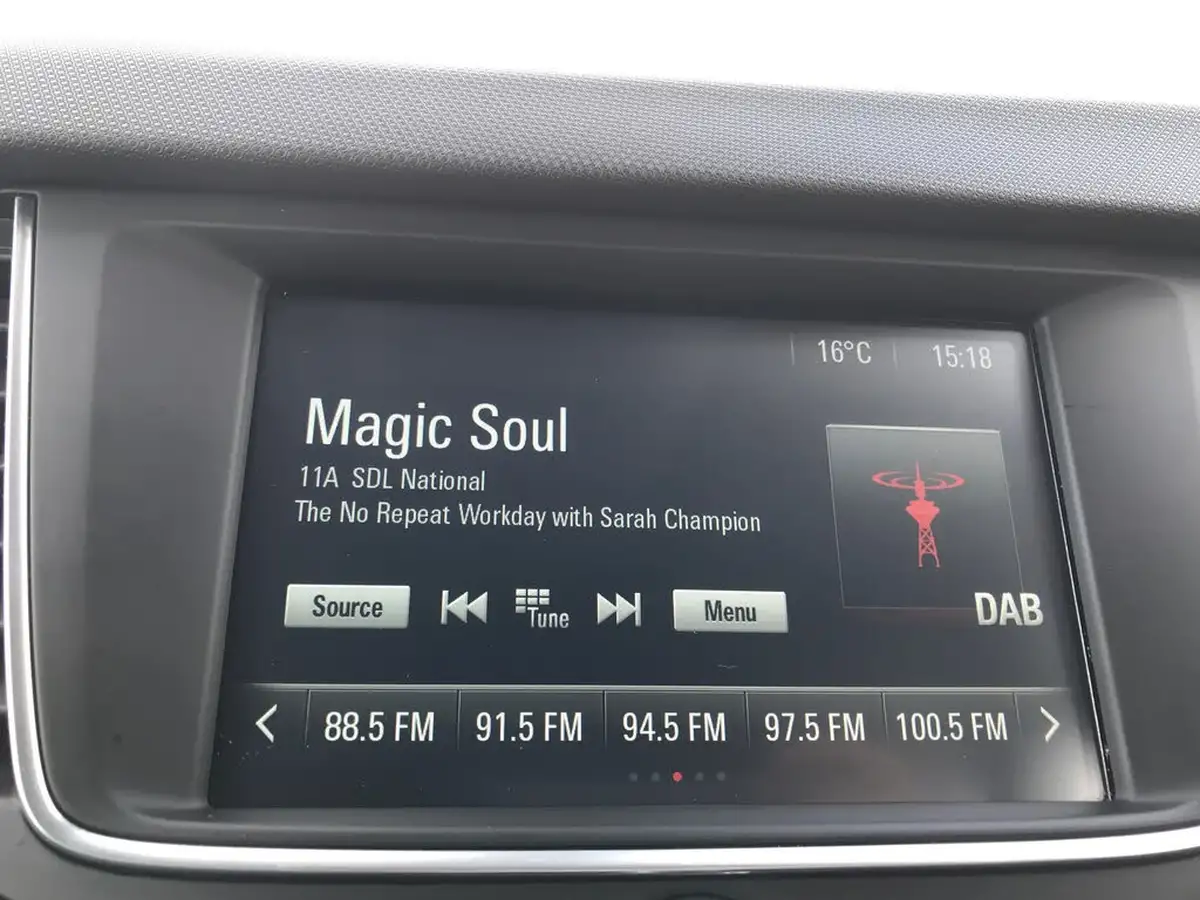 16°C 15:18
Magic Soul
11A SDL National
The No Repeat Workday with Sarah Champion
DAB
Source Tune Menu
88.5 FM 91.5 FM 94.5 FM 97.5 FM 100.5 FM